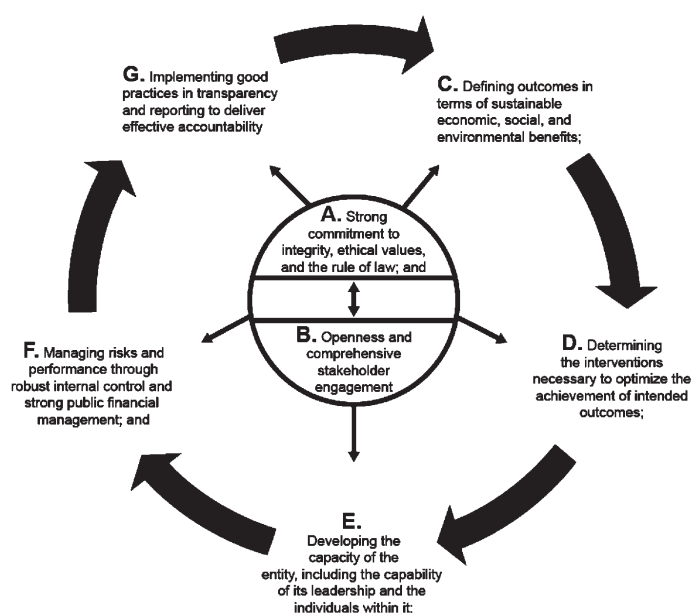 G. Implementing good
practices in transparency
and reporting to deliver
effective accountability
C. Defining outcomes in
terms of sustainable
economic, social, and
environmental benefits;
A. Strong
commitment to
integrity, ethical values,
and the rule of law; and
B. Openness and
comprehensive
stakeholder
engagement
D. Determining
the interventions
necessary to optimize the
achievement of intended
outcomes;
F. Managing risks and
performance through
robust internal control and
strong public financial
management; and
E.
Developing the
capacity of the
entity, including the capability
of its leadership and the
individuals within it;